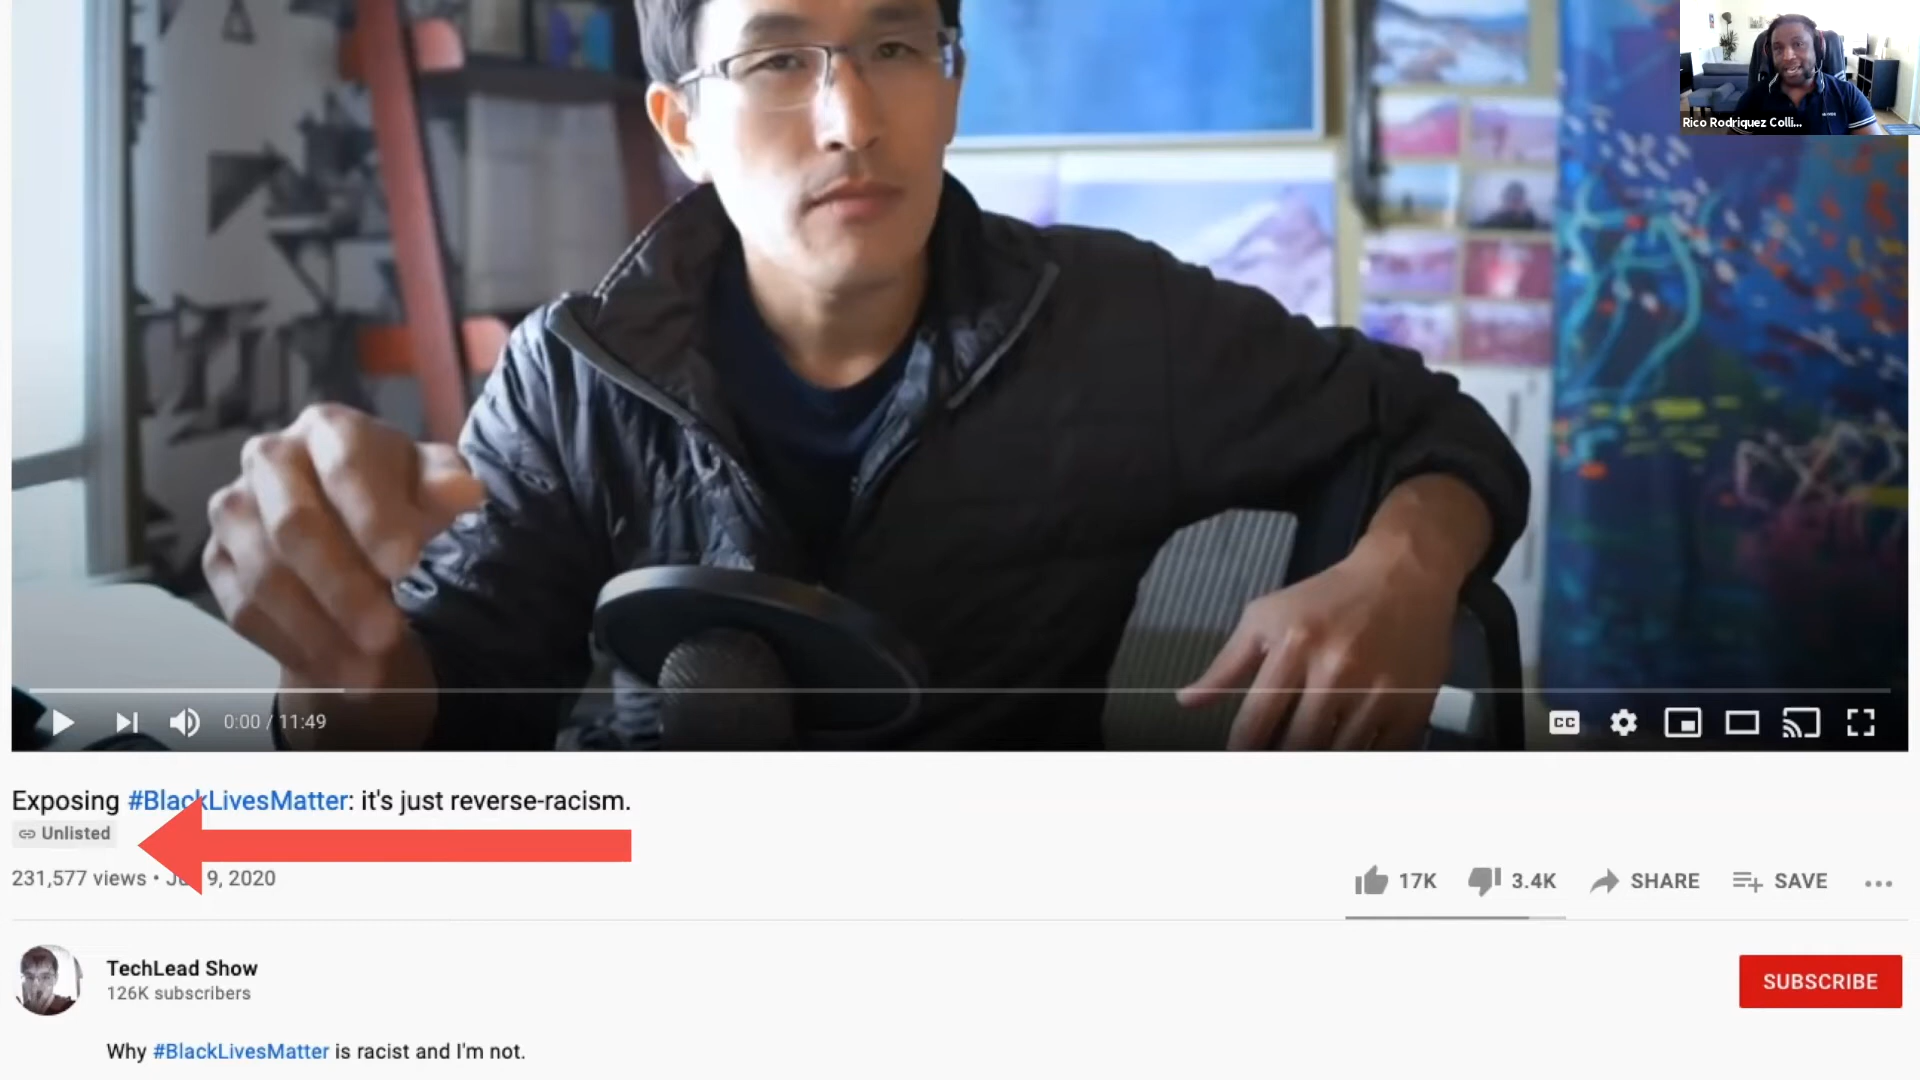 Rico Rodriquez Colli...
CC
0:00 / 11:49
Exposing #BlackLivesMatter: it's just reverse-racism.
Unlisted
231,577 views • 9, 2020
17K 3.4K SHARE SAVE
TechLead Show
126K subscribers
SUBSCRIBE
Why #BlackLivesMatter is racist and I'm not.